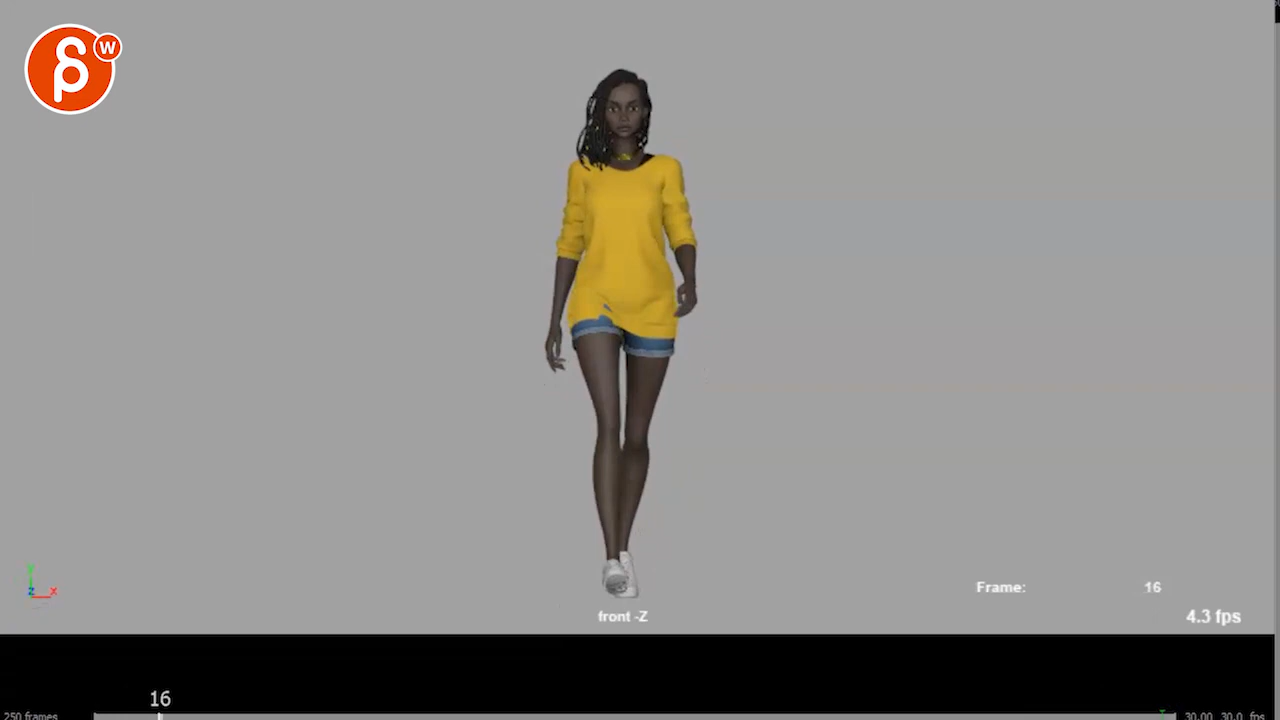 W
Frame: 16
front -Z
4.3 fps
Y
Z X
16
250 frames
30.00 30.0 fps